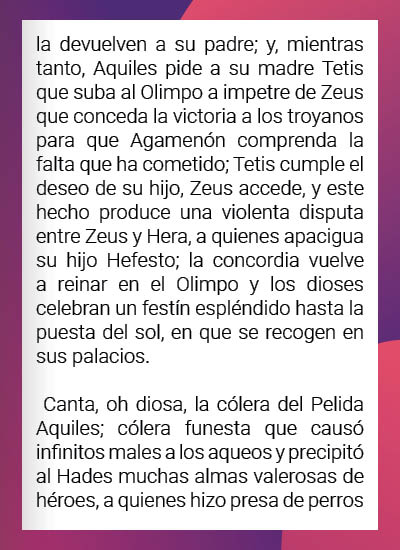 la devuelven a su padre; y, mientras
tanto, Aquiles pide a su madre Tetis
que suba al Olimpo a impetre de Zeus
que conceda la victoria a los troyanos
para que Agamenón comprenda la
falta que ha cometido; Tetis cumple el
deseo de su hijo, Zeus accede, y este
hecho produce una violenta disputa
entre Zeus y Hera, a quienes apacigua
su hijo Hefesto; la concordia vuelve
a reinar en el Olimpo y los dioses
celebran un festín espléndido hasta la
puesta del sol, en que se recogen en
sus palacios.
Canta, oh diosa, la cólera del Pelida
Aquiles; cólera funesta que causó
infinitos males a los aqueos y precipitó
al Hades muchas almas valerosas de
héroes, a quienes hizo presa de perros